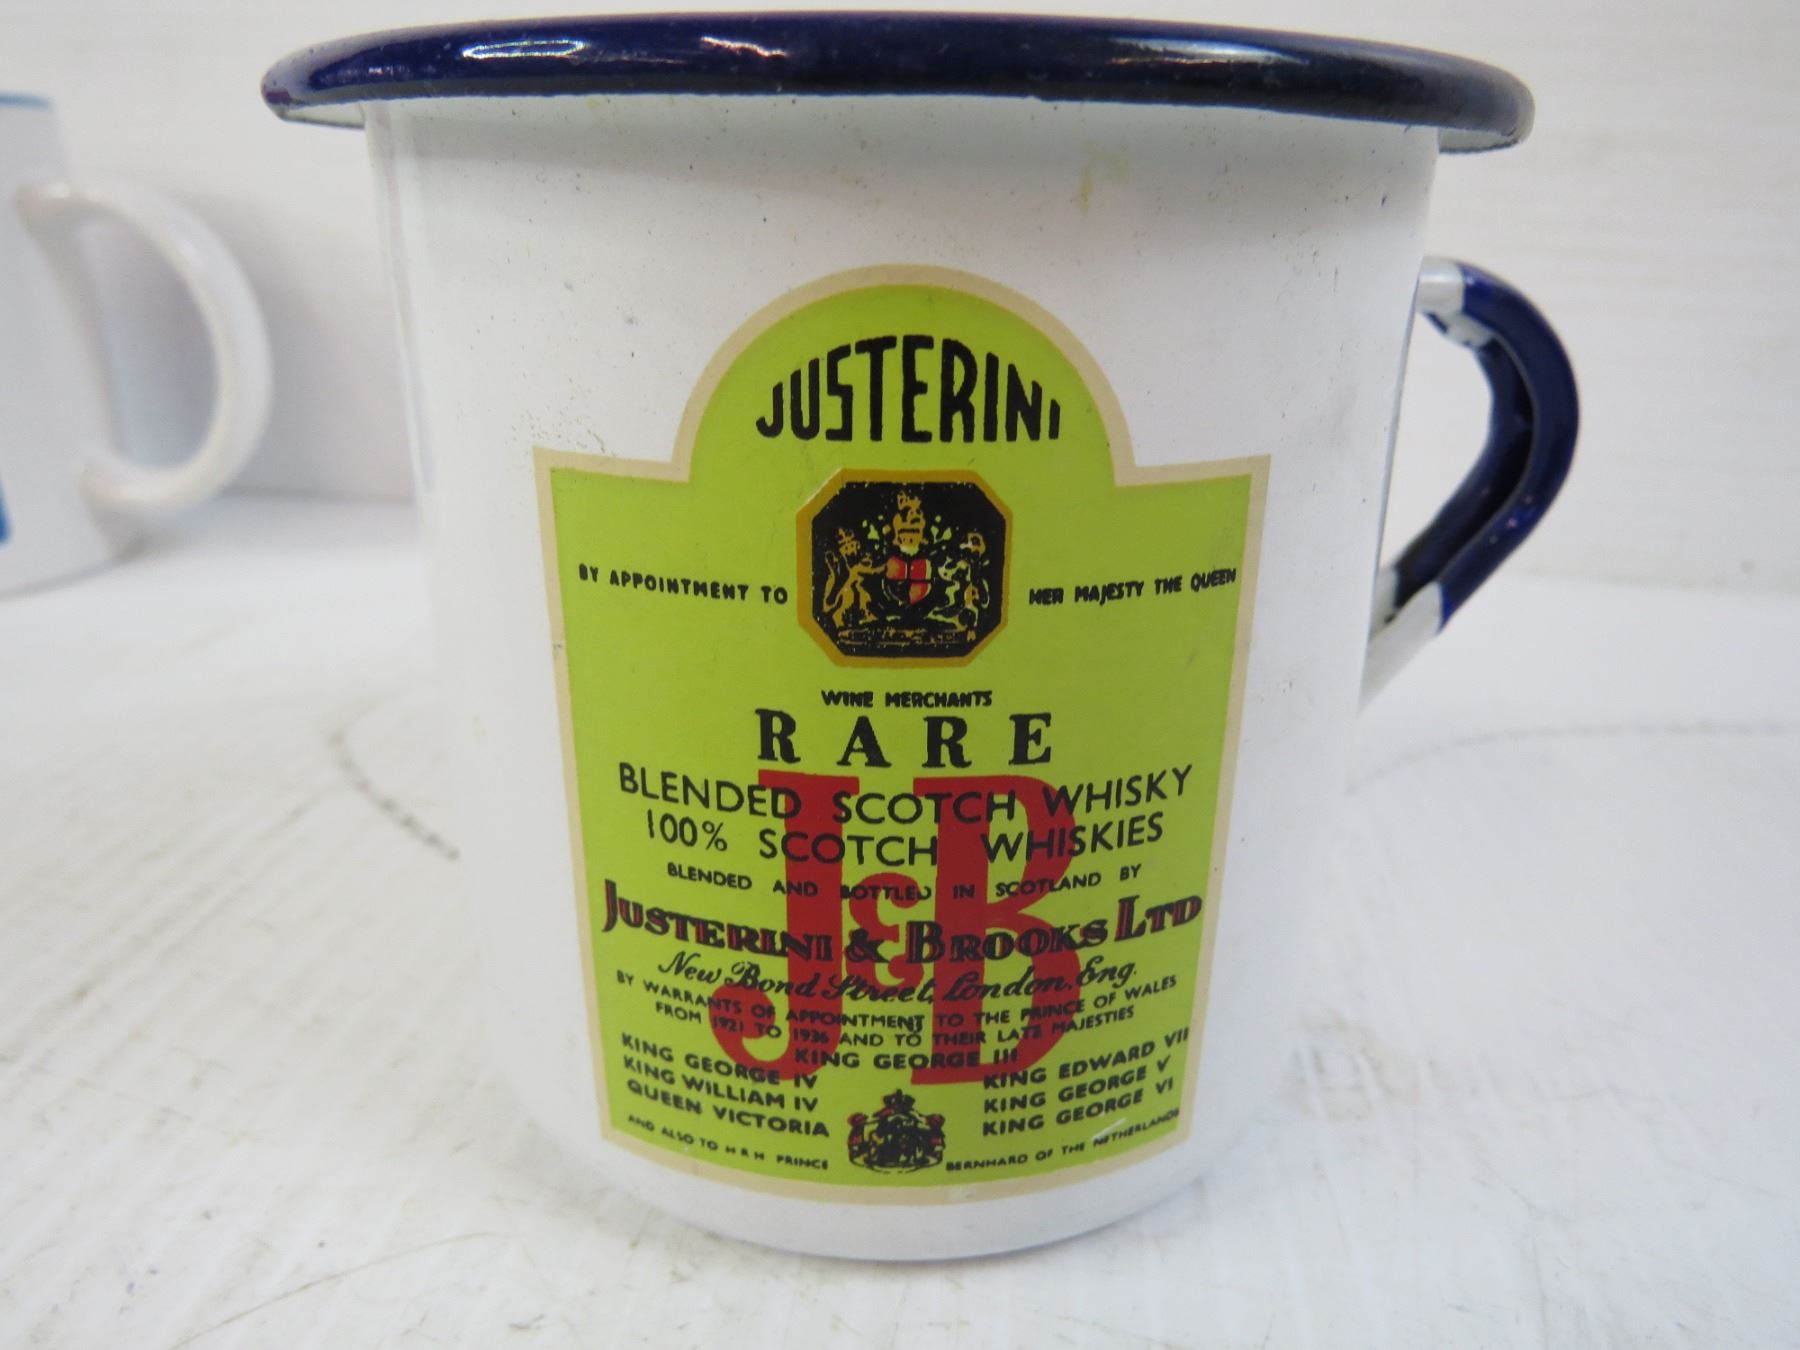 JUSTERINI
BY APPOINTMENT TO HER MAJESTY THE QUEEN
WINE MERCHANTS
RARE
BLENDED SCOTCH WHISKY
100% SCOTCH WHISKIES
BLENDED AND BOTTLED IN SCOTLAND BY
JUSTERINI & BROOKS LTD
J&B
New Bond Street, London, Eng.
BY WARRANTS OF APPOINTMENT TO THE PRINCE OF WALES
FROM 1921 TO 1936 AND TO THEIR LATE MAJESTIES
KING GEORGE III
KING GEORGE IV KING EDWARD VII
KING WILLIAM IV KING GEORGE V
QUEEN VICTORIA KING GEORGE VI
AND ALSO TO H R H PRINCE BERNHARD OF THE NETHERLANDS